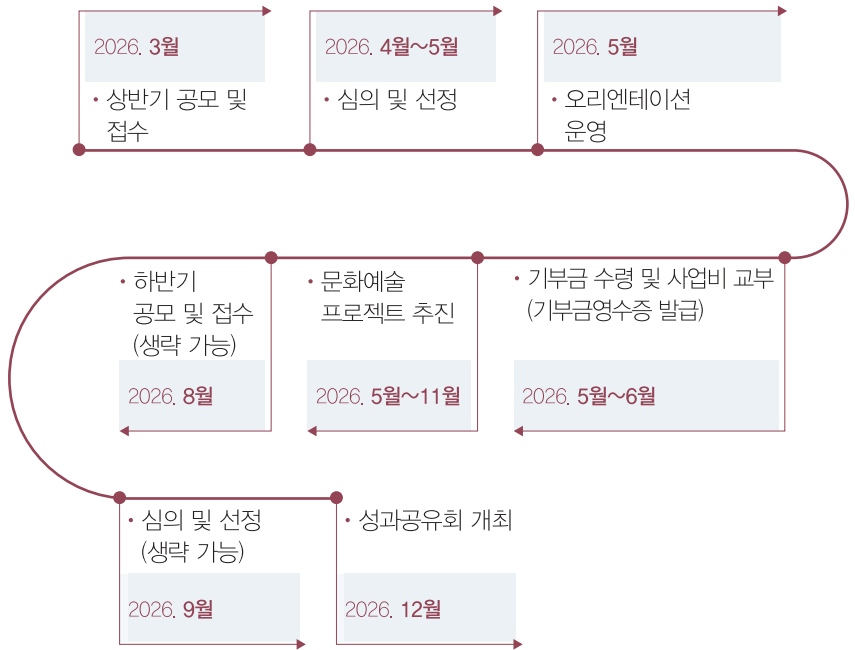 2026. 3월
• 상반기 공모 및
접수
2026. 4월~5월
• 심의 및 선정
2026. 5월
• 오리엔테이션
운영
• 기부금 수령 및 사업비 교부
(기부금영수증 발급)
2026. 5월~6월
• 문화예술
프로젝트 추진
2026. 5월~11월
• 하반기
공모 및 접수
(생략 가능)
2026. 8월
• 심의 및 선정
(생략 가능)
2026. 9월
• 성과공유회 개최
2026. 12월